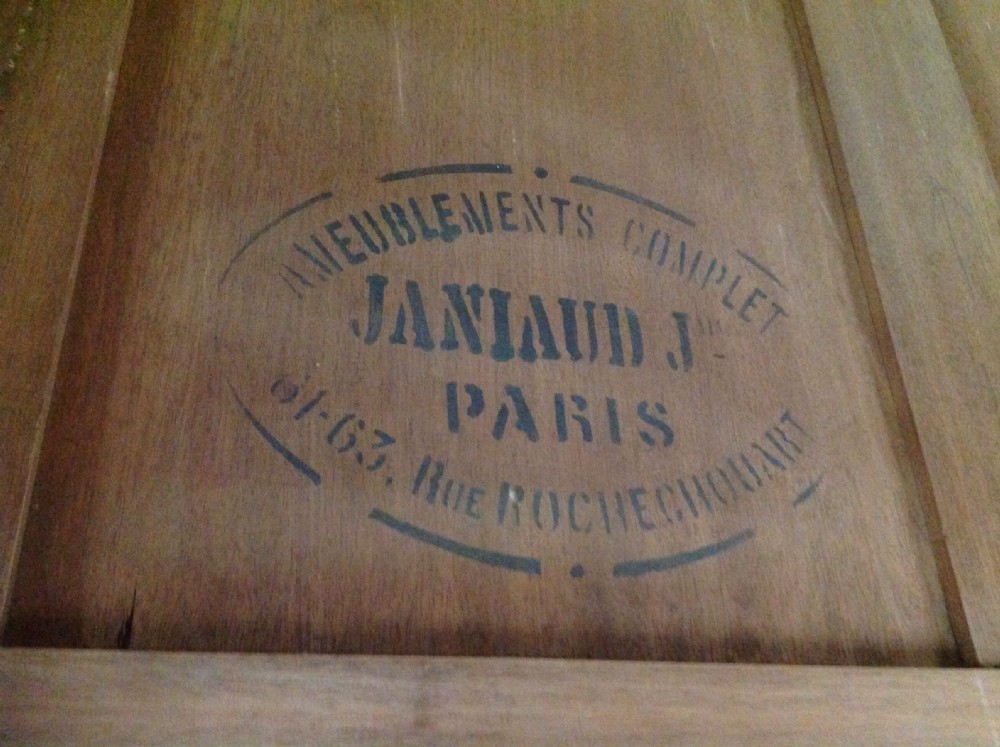 AMEUBLEMENTS COMPLET
JANIAUD JNE
PARIS
61-63, RUE ROCHECHOUART